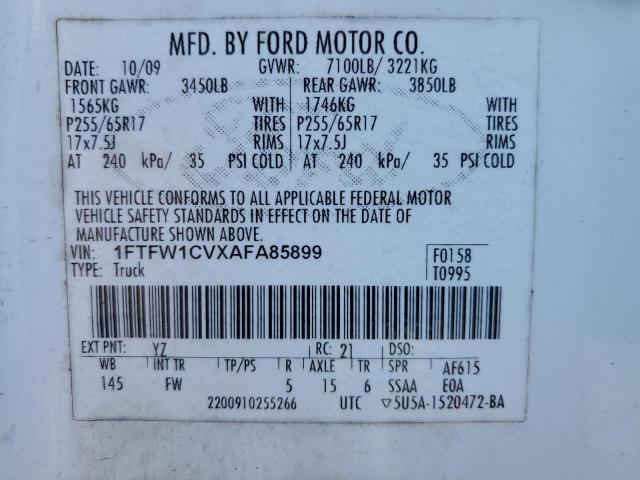 MFD. BY FORD MOTOR CO.
DATE: 10/09 GVWR: 7100LB/ 3221KG
FRONT GAWR: 3450LB REAR GAWR: 3850LB
1565KG WITH 1746KG WITH
P255/65R17 TIRES P255/65R17 TIRES
17x7.5J RIMS 17x7.5J RIMS
AT 240 kPa/ 35 PSI COLD AT 240 kPa/ 35 PSI COLD
THIS VEHICLE CONFORMS TO ALL APPLICABLE FEDERAL MOTOR
VEHICLE SAFETY STANDARDS IN EFFECT ON THE DATE OF
MANUFACTURE SHOWN ABOVE.
VIN: 1FTFW1CVXAFA85899 F0158
TYPE: Truck T0995
EXT PNT: YZ RC: 21 DSO:
WB INT TR TP/PS R AXLE TR SPR AF615
145 FW 5 15 6 SSAA EOA
2200910255266 UTC ▽5U5A-1520472-BA